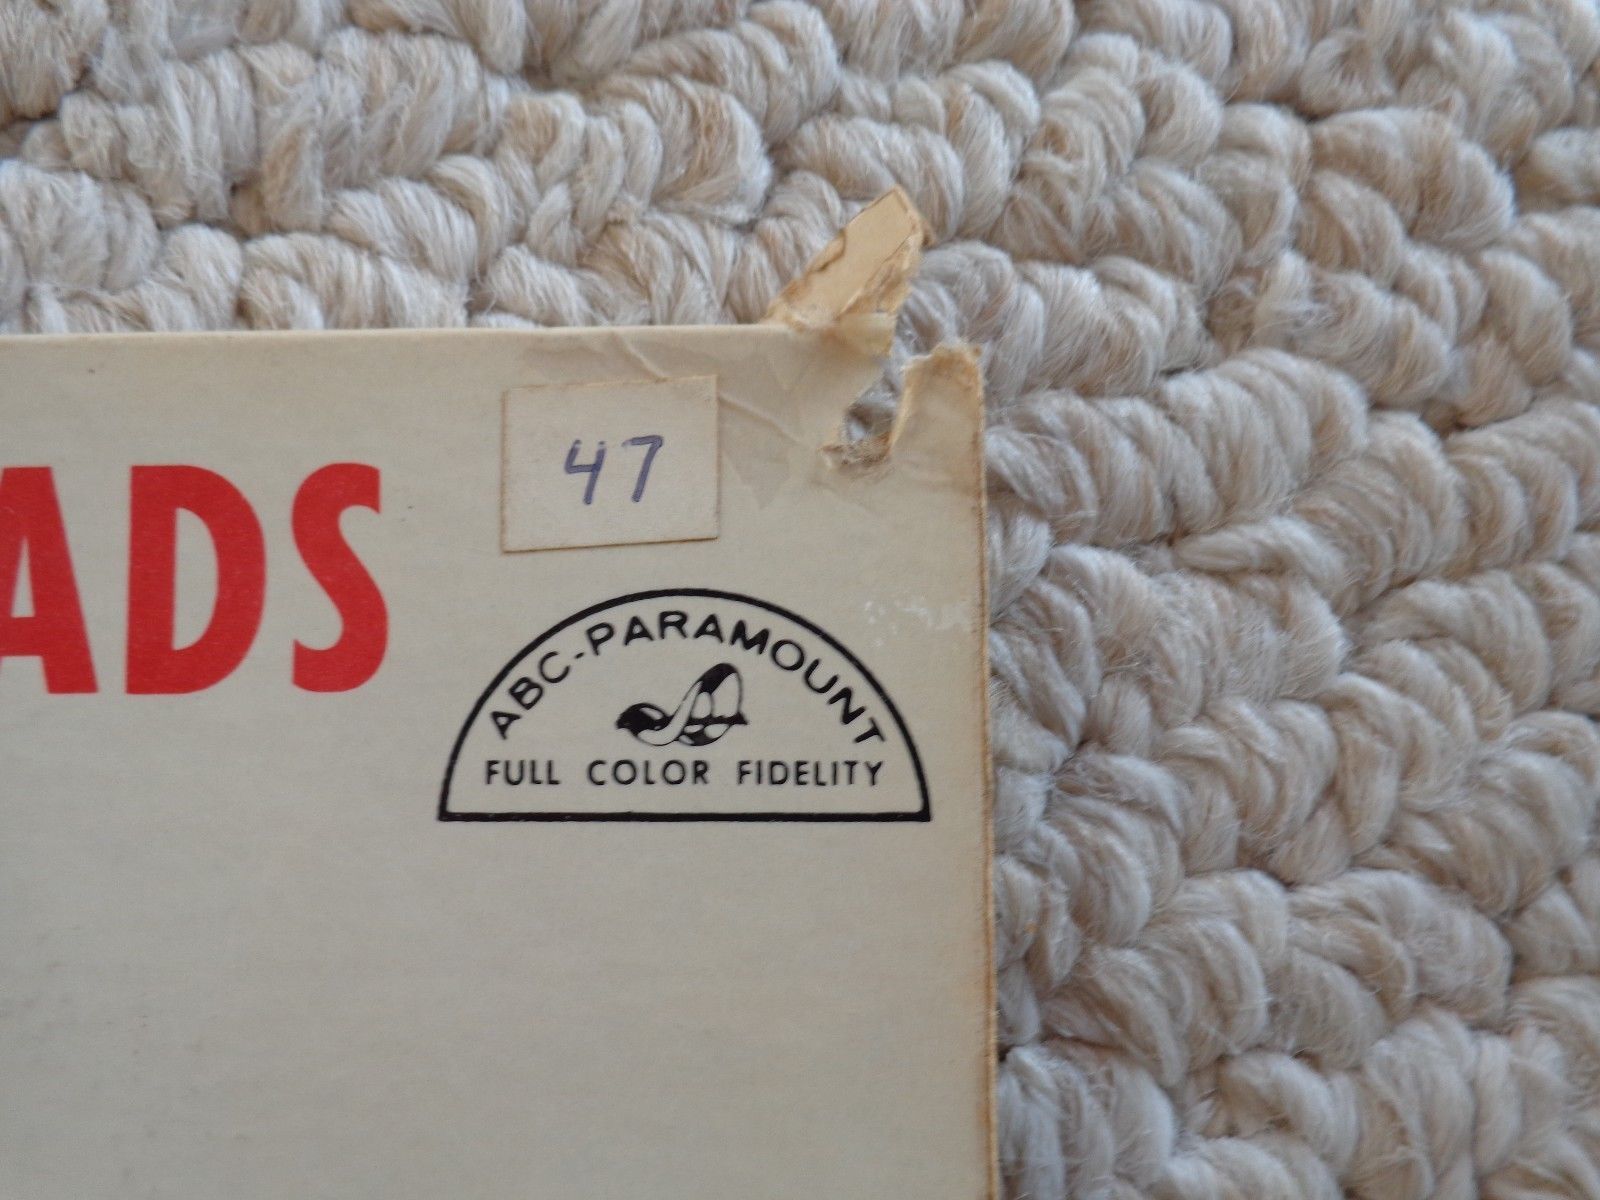 47
ADS
ABC-PARAMOUNT
FULL COLOR FIDELITY